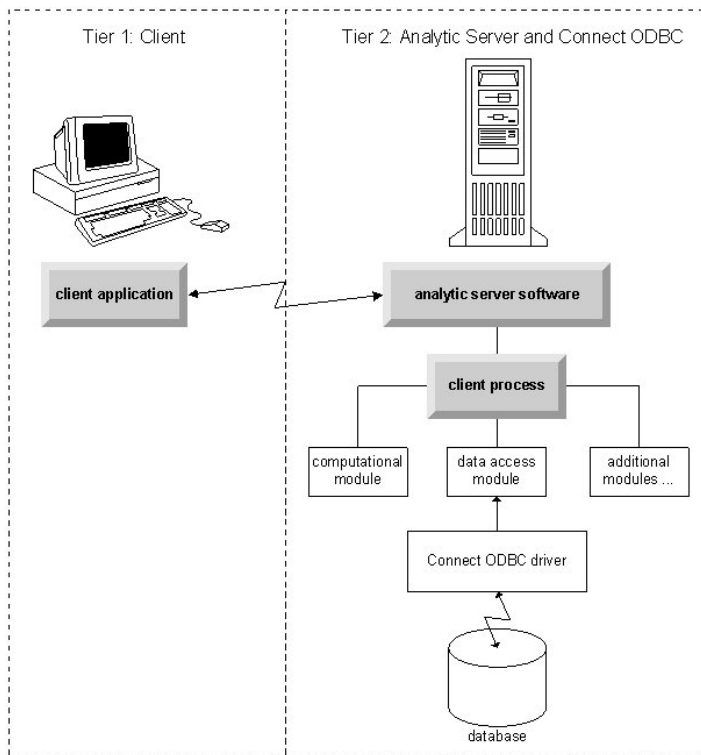 Tier 1: Client
Tier 2: Analytic Server and Connect ODBC
client application
analytic server software
client process
computational
module
data access
module
additional
modules ...
Connect ODBC driver
database